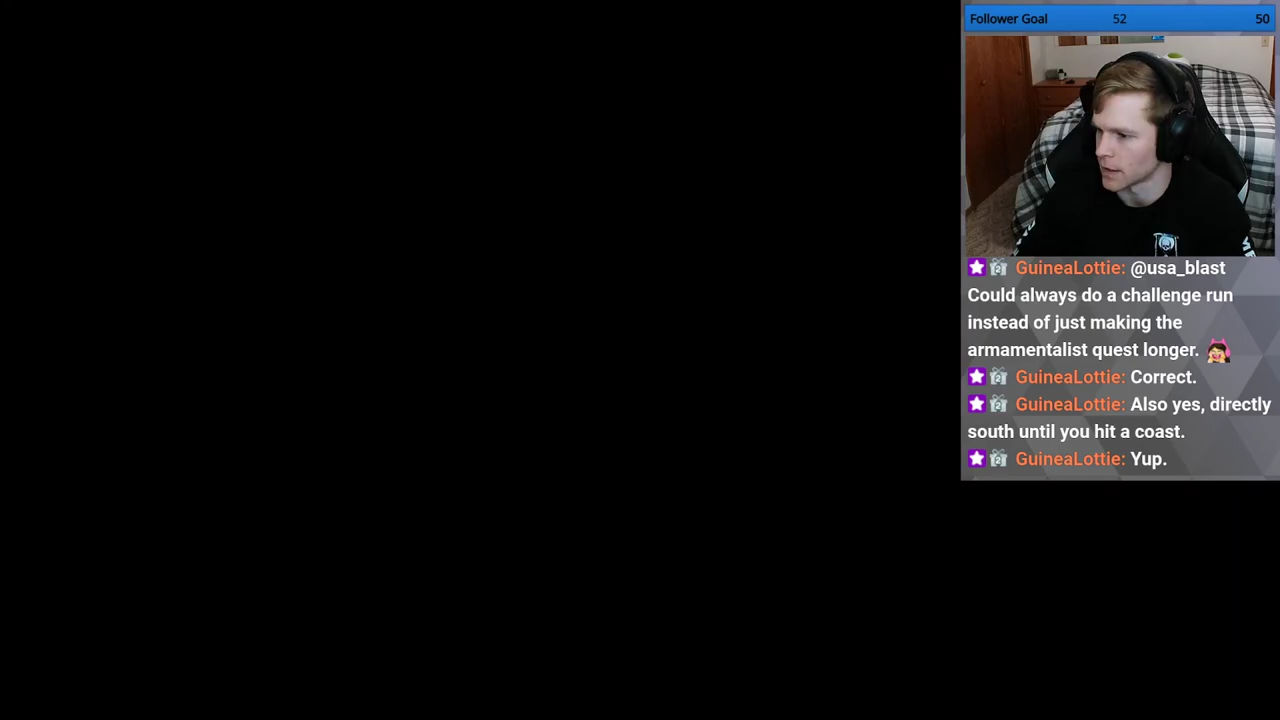 Follower Goal 52 50
GuineaLottie: @usa_blast
Could always do a challenge run
instead of just making the
armamentalist quest longer.
GuineaLottie: Correct.
GuineaLottie: Also yes, directly
south until you hit a coast.
GuineaLottie: Yup.